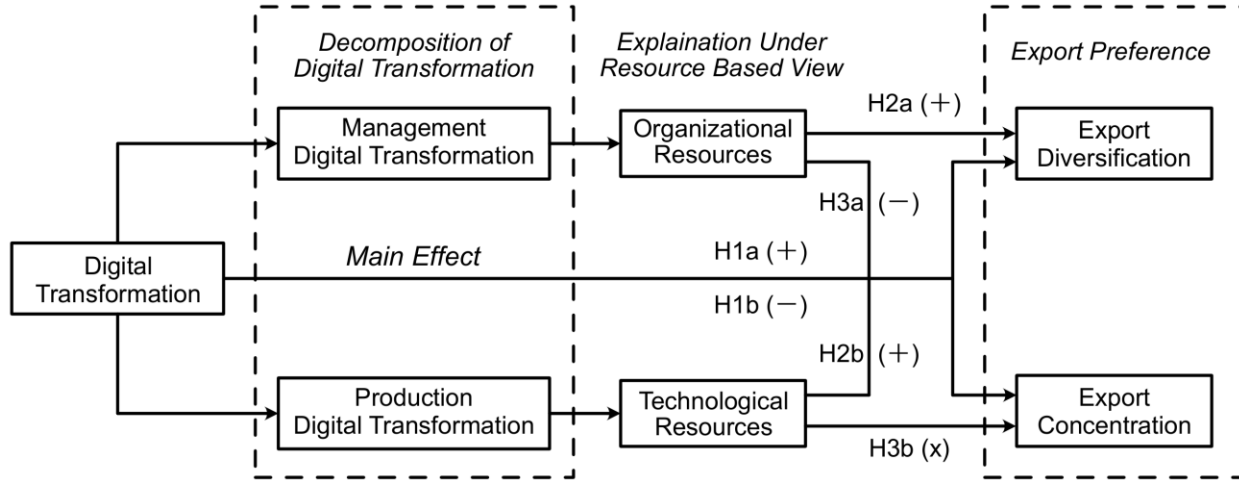 Decomposition of
Digital Transformation
Explaination Under
Resource Based View
Export Preference
Management
Digital Transformation
Organizational
Resources
H2a (+)
Export
Diversification
H3a (−)
Digital
Transformation
Main Effect
H1a (+)
H1b (−)
H2b (+)
Production
Digital Transformation
Technological
Resources
Export
Concentration
H3b (x)